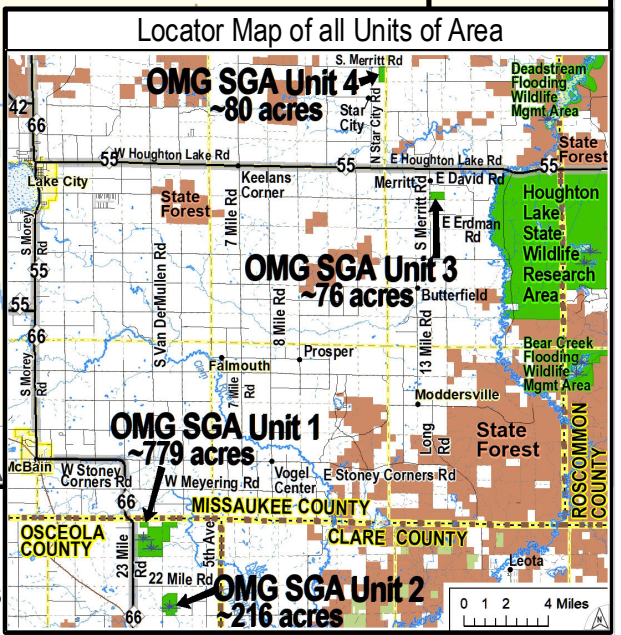 Locator Map of all Units of Area
S. Merritt Rd
OMG SGA Unit 4
~80 acres
Star
City
N Star City Rd
Deadstream
Flooding
Wildlife
Mgmt Area
42
66
55
W Houghton Lake Rd
55
E Houghton Lake Rd
55
State
Forest
Lake City
Keelans
Corner
Merritt
E David Rd
State
Forest
7 Mile Rd
S Merritt Rd
E Erdman
Rd
Houghton
Lake
State
Wildlife
Research
Area
S Morey
Rd
55
OMG SGA Unit 3
~76 acres
Butterfield
S Van DerMullen Rd
8 Mile Rd
13 Mile Rd
55
66
Prosper
Falmouth
Clam
7 Mile
Rd
Bear Creek
Flooding
Wildlife
Mgmt Area
S Morey
Rd
Moddersville
OMG SGA Unit 1
~779 acres
Long
Rd
State
Forest
ROSCOMMON
COUNTY
McBain
W Stoney
Corners Rd
W Meyering Rd
Vogel
Center
E Stoney Corners Rd
66
MISSAUKEE COUNTY
OSCEOLA
COUNTY
CLARE COUNTY
23 Mile
Rd
5th Ave
Leota
22 Mile Rd
OMG SGA Unit 2
~216 acres
66
0 1 2 4 Miles
N